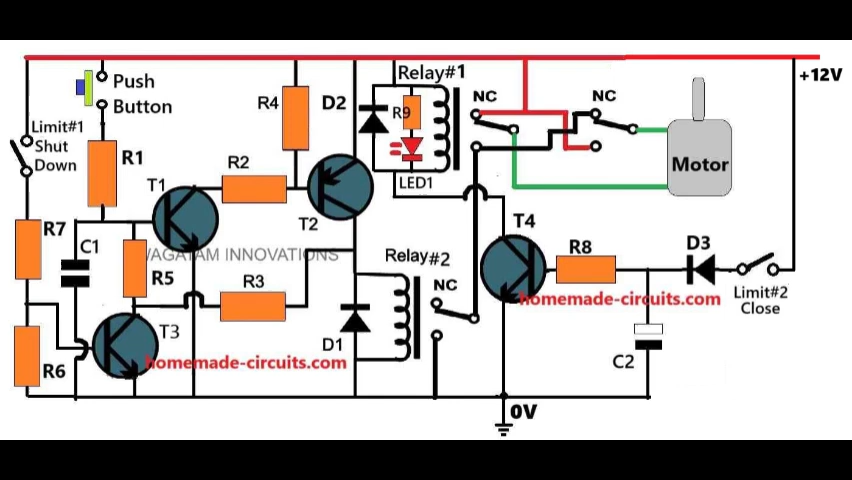 +12V
Push
Button
Limit#1
Shut
Down
R1
R7
C1
R6
T1
R2
R4
R5
T3
R3
D2
T2
Relay#1
R9
LED1
NC
NC
Motor
WAGATAM INNOVATIONS
Relay#2
NC
D1
T4
R8
D3
Limit#2
Close
C2
homemade-circuits.com
homemade-circuits.com
0V